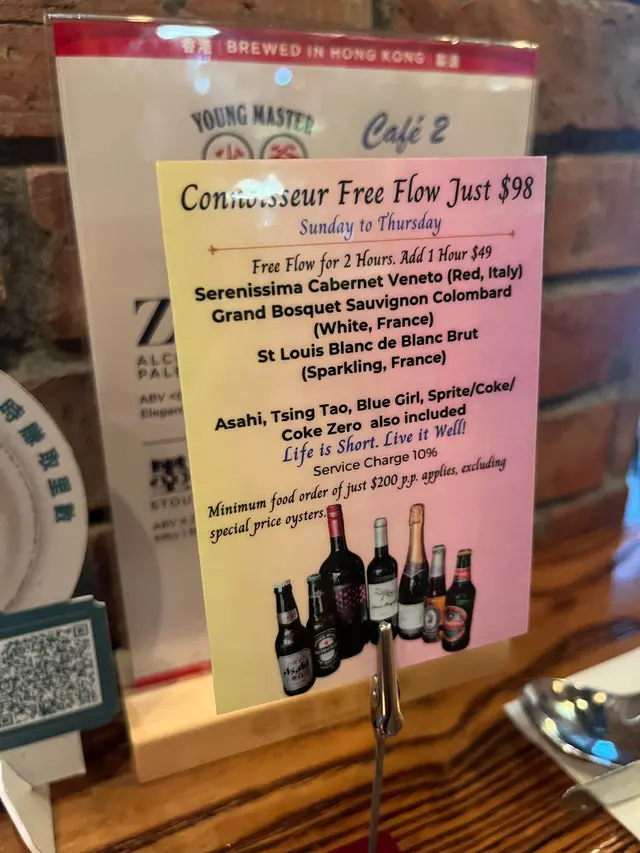 香港 | BREWED IN HONG KONG |
YOUNG MASTER
Café 2
Connoisseur Free Flow Just $98
Sunday to Thursday
Free Flow for 2 Hours. Add 1 Hour $49
Serenissima Cabernet Veneto (Red, Italy)
Grand Bosquet Sauvignon Colombard
(White, France)
St Louis Blanc de Blanc Brut
(Sparkling, France)
Asahi, Tsing Tao, Blue Girl, Sprite/Coke/
Coke Zero also included
Life is Short. Live it Well!
Service Charge 10%
Minimum food order of just $200 p.p. applies, excluding
special price oysters.
Asahi
ABV
STOU